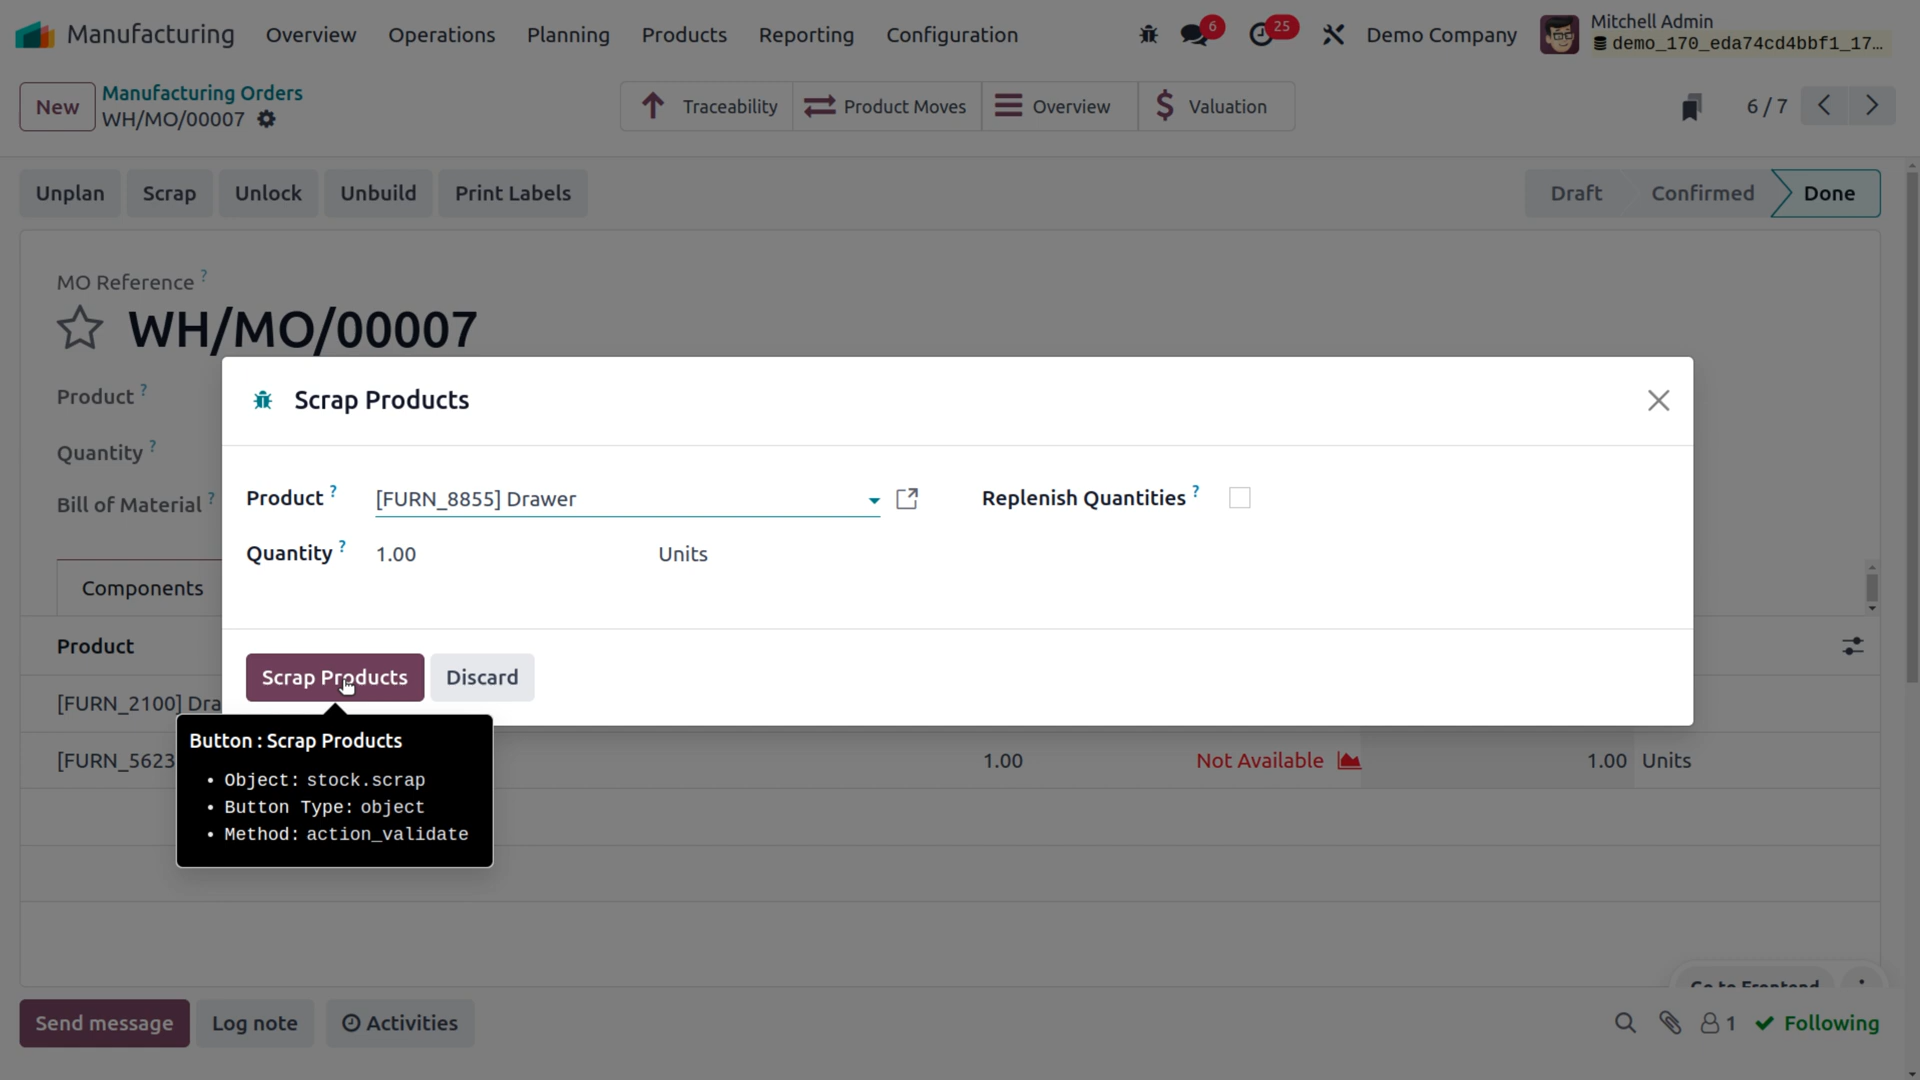 Manufacturing Overview Operations Planning Products Reporting Configuration 6 25 Demo Company Mitchell Admin
demo_170_eda74cd4bbf1_17...
New Manufacturing Orders
WH/MO/00007
Traceability Product Moves Overview Valuation 6 / 7
Unplan Scrap Unlock Unbuild Print Labels Draft Confirmed Done
MO Reference ?
WH/MO/00007
Product ?
Quantity ?
Bill of Material ?
Scrap Products
Product ? [FURN_8855] Drawer Replenish Quantities ?
Quantity ? 1.00 Units
Components
Product
Scrap Products Discard
[FURN_2100] Dra
[FURN_5623 1.00 Not Available 1.00 Units
Button : Scrap Products
• Object: stock.scrap
• Button Type: object
• Method: action_validate
Go to Frontend
Send message Log note Activities 1 Following